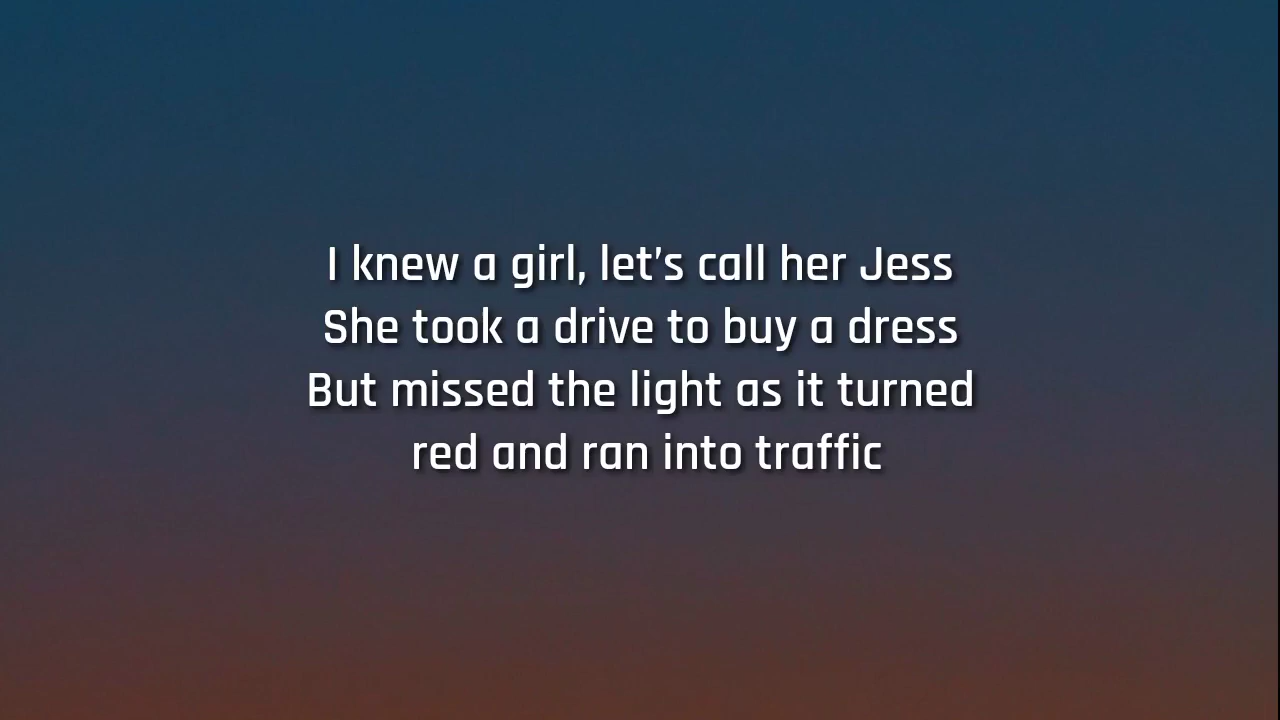 I knew a girl, let’s call her Jess
She took a drive to buy a dress
But missed the light as it turned
red and ran into traffic